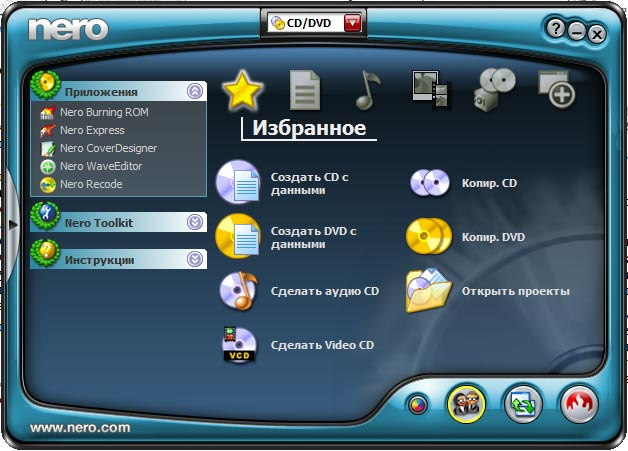 nero
CD/DVD
?
Приложения
Nero Burning ROM
Nero Express
Nero CoverDesigner
Nero WaveEditor
Nero Recode
Nero Toolkit
Инструкции
Избранное
Создать CD с
данными
Копир. CD
Создать DVD с
данными
Копир. DVD
Сделать аудио CD
Открыть проекты
VCD
Сделать Video CD
www.nero.com